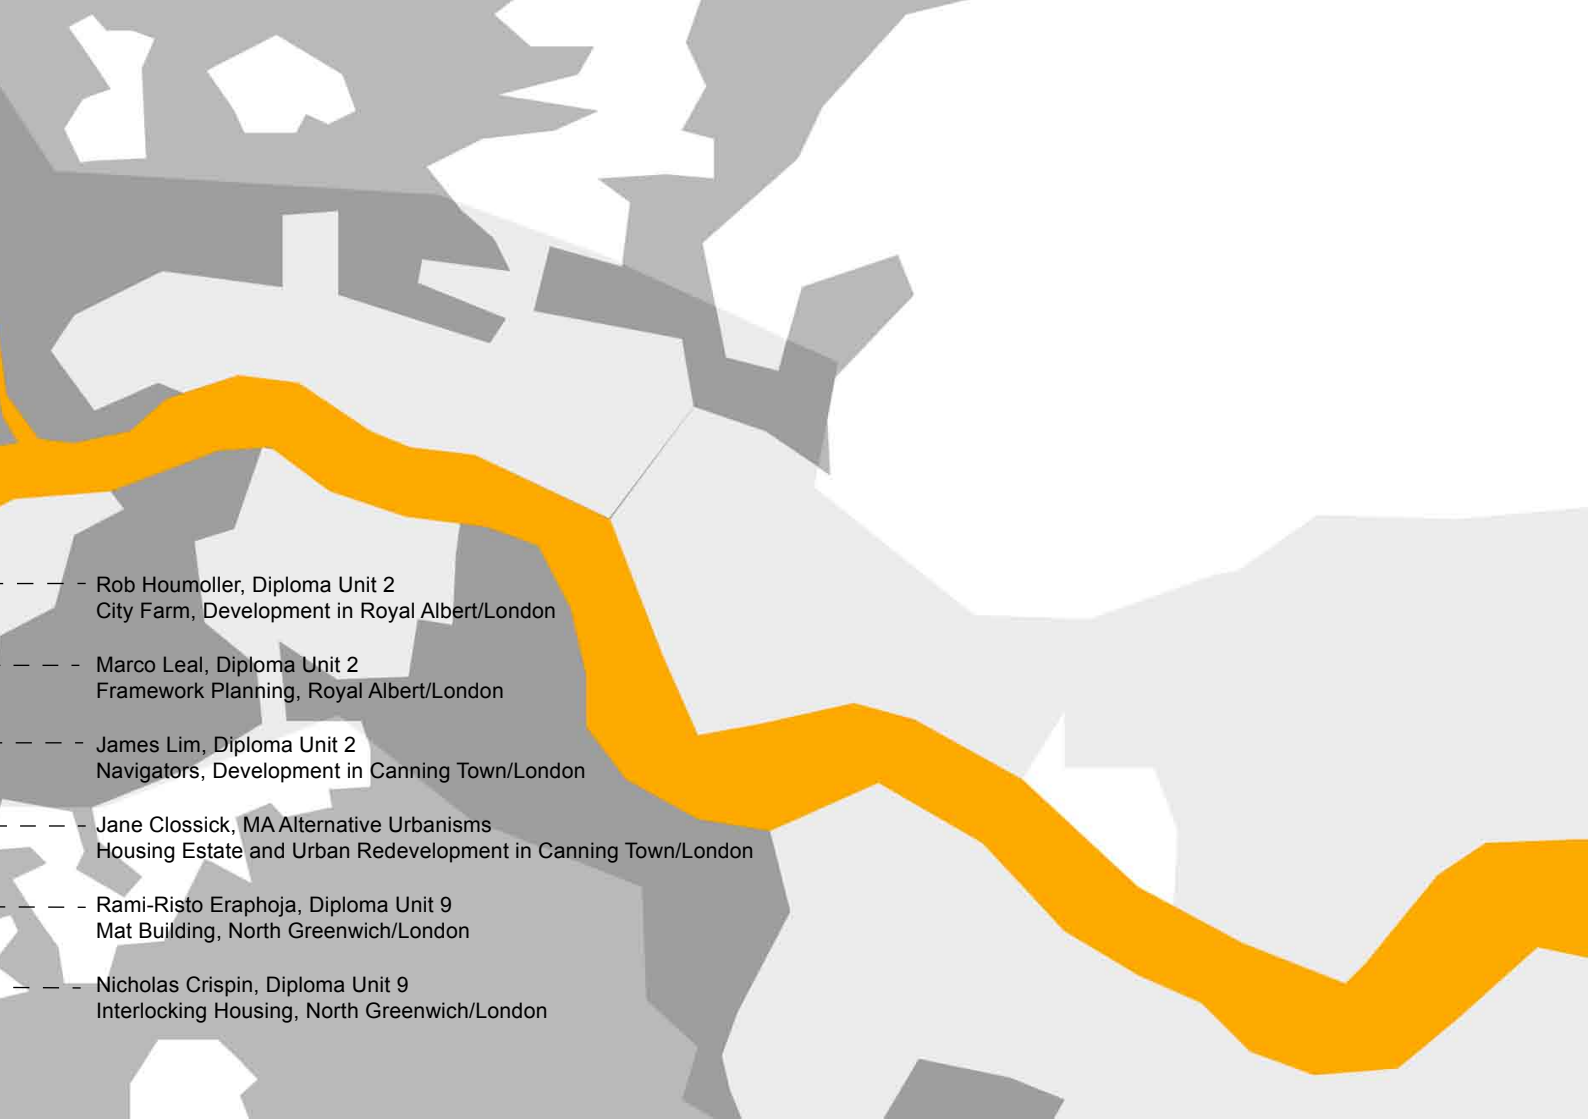 Rob Houmoller, Diploma Unit 2
City Farm, Development in Royal Albert/London
Marco Leal, Diploma Unit 2
Framework Planning, Royal Albert/London
James Lim, Diploma Unit 2
Navigators, Development in Canning Town/London
Jane Clossick, MA Alternative Urbanisms
Housing Estate and Urban Redevelopment in Canning Town/London
Rami-Risto Eraphoja, Diploma Unit 9
Mat Building, North Greenwich/London
Nicholas Crispin, Diploma Unit 9
Interlocking Housing, North Greenwich/London